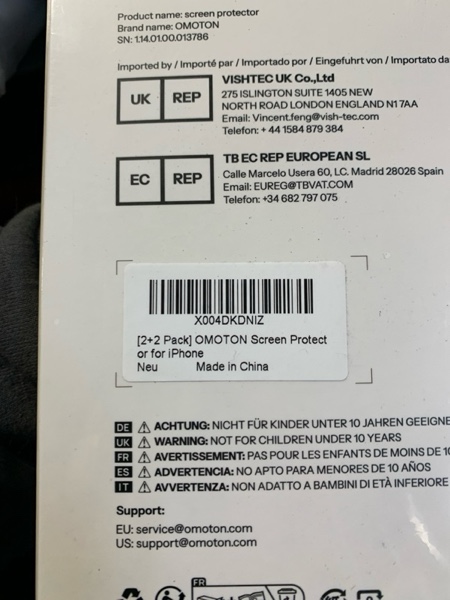 Product name: screen protector
Brand name: OMOTON
SN: 1.14.01.00.013786
Imported by / Importé par / Importado por / Eingefuhrt von / Importato da
UK REP
VISHTEC UK Co.,Ltd
275 ISLINGTON SUITE 1405 NEW
NORTH ROAD LONDON ENGLAND N1 7AA
Email: Vincent.feng@vish-tec.com
Telefon: + 44 1584 879 384
EC REP
TB EC REP EUROPEAN SL
Calle Marcelo Usera 60, LC. Madrid 28026 Spain
Email: EUREG@TBVAT.COM
Telefon: +34 682 797 075
X004DKDNIZ
[2+2 Pack] OMOTON Screen Protect
or for iPhone
Neu Made in China
DE ACHTUNG: NICHT FÜR KINDER UNTER 10 JAHREN GEEIGNE
UK WARNING: NOT FOR CHILDREN UNDER 10 YEARS
FR AVERTISSEMENT: PAS POUR LES ENFANTS DE MOINS DE 10
ES ADVERTENCIA: NO APTO PARA MENORES DE 10 AÑOS
IT AVVERTENZA: NON ADATTO A BAMBINI DI ETÀ INFERIORE
Support:
EU: service@omoton.com
US: support@omoton.com
FR